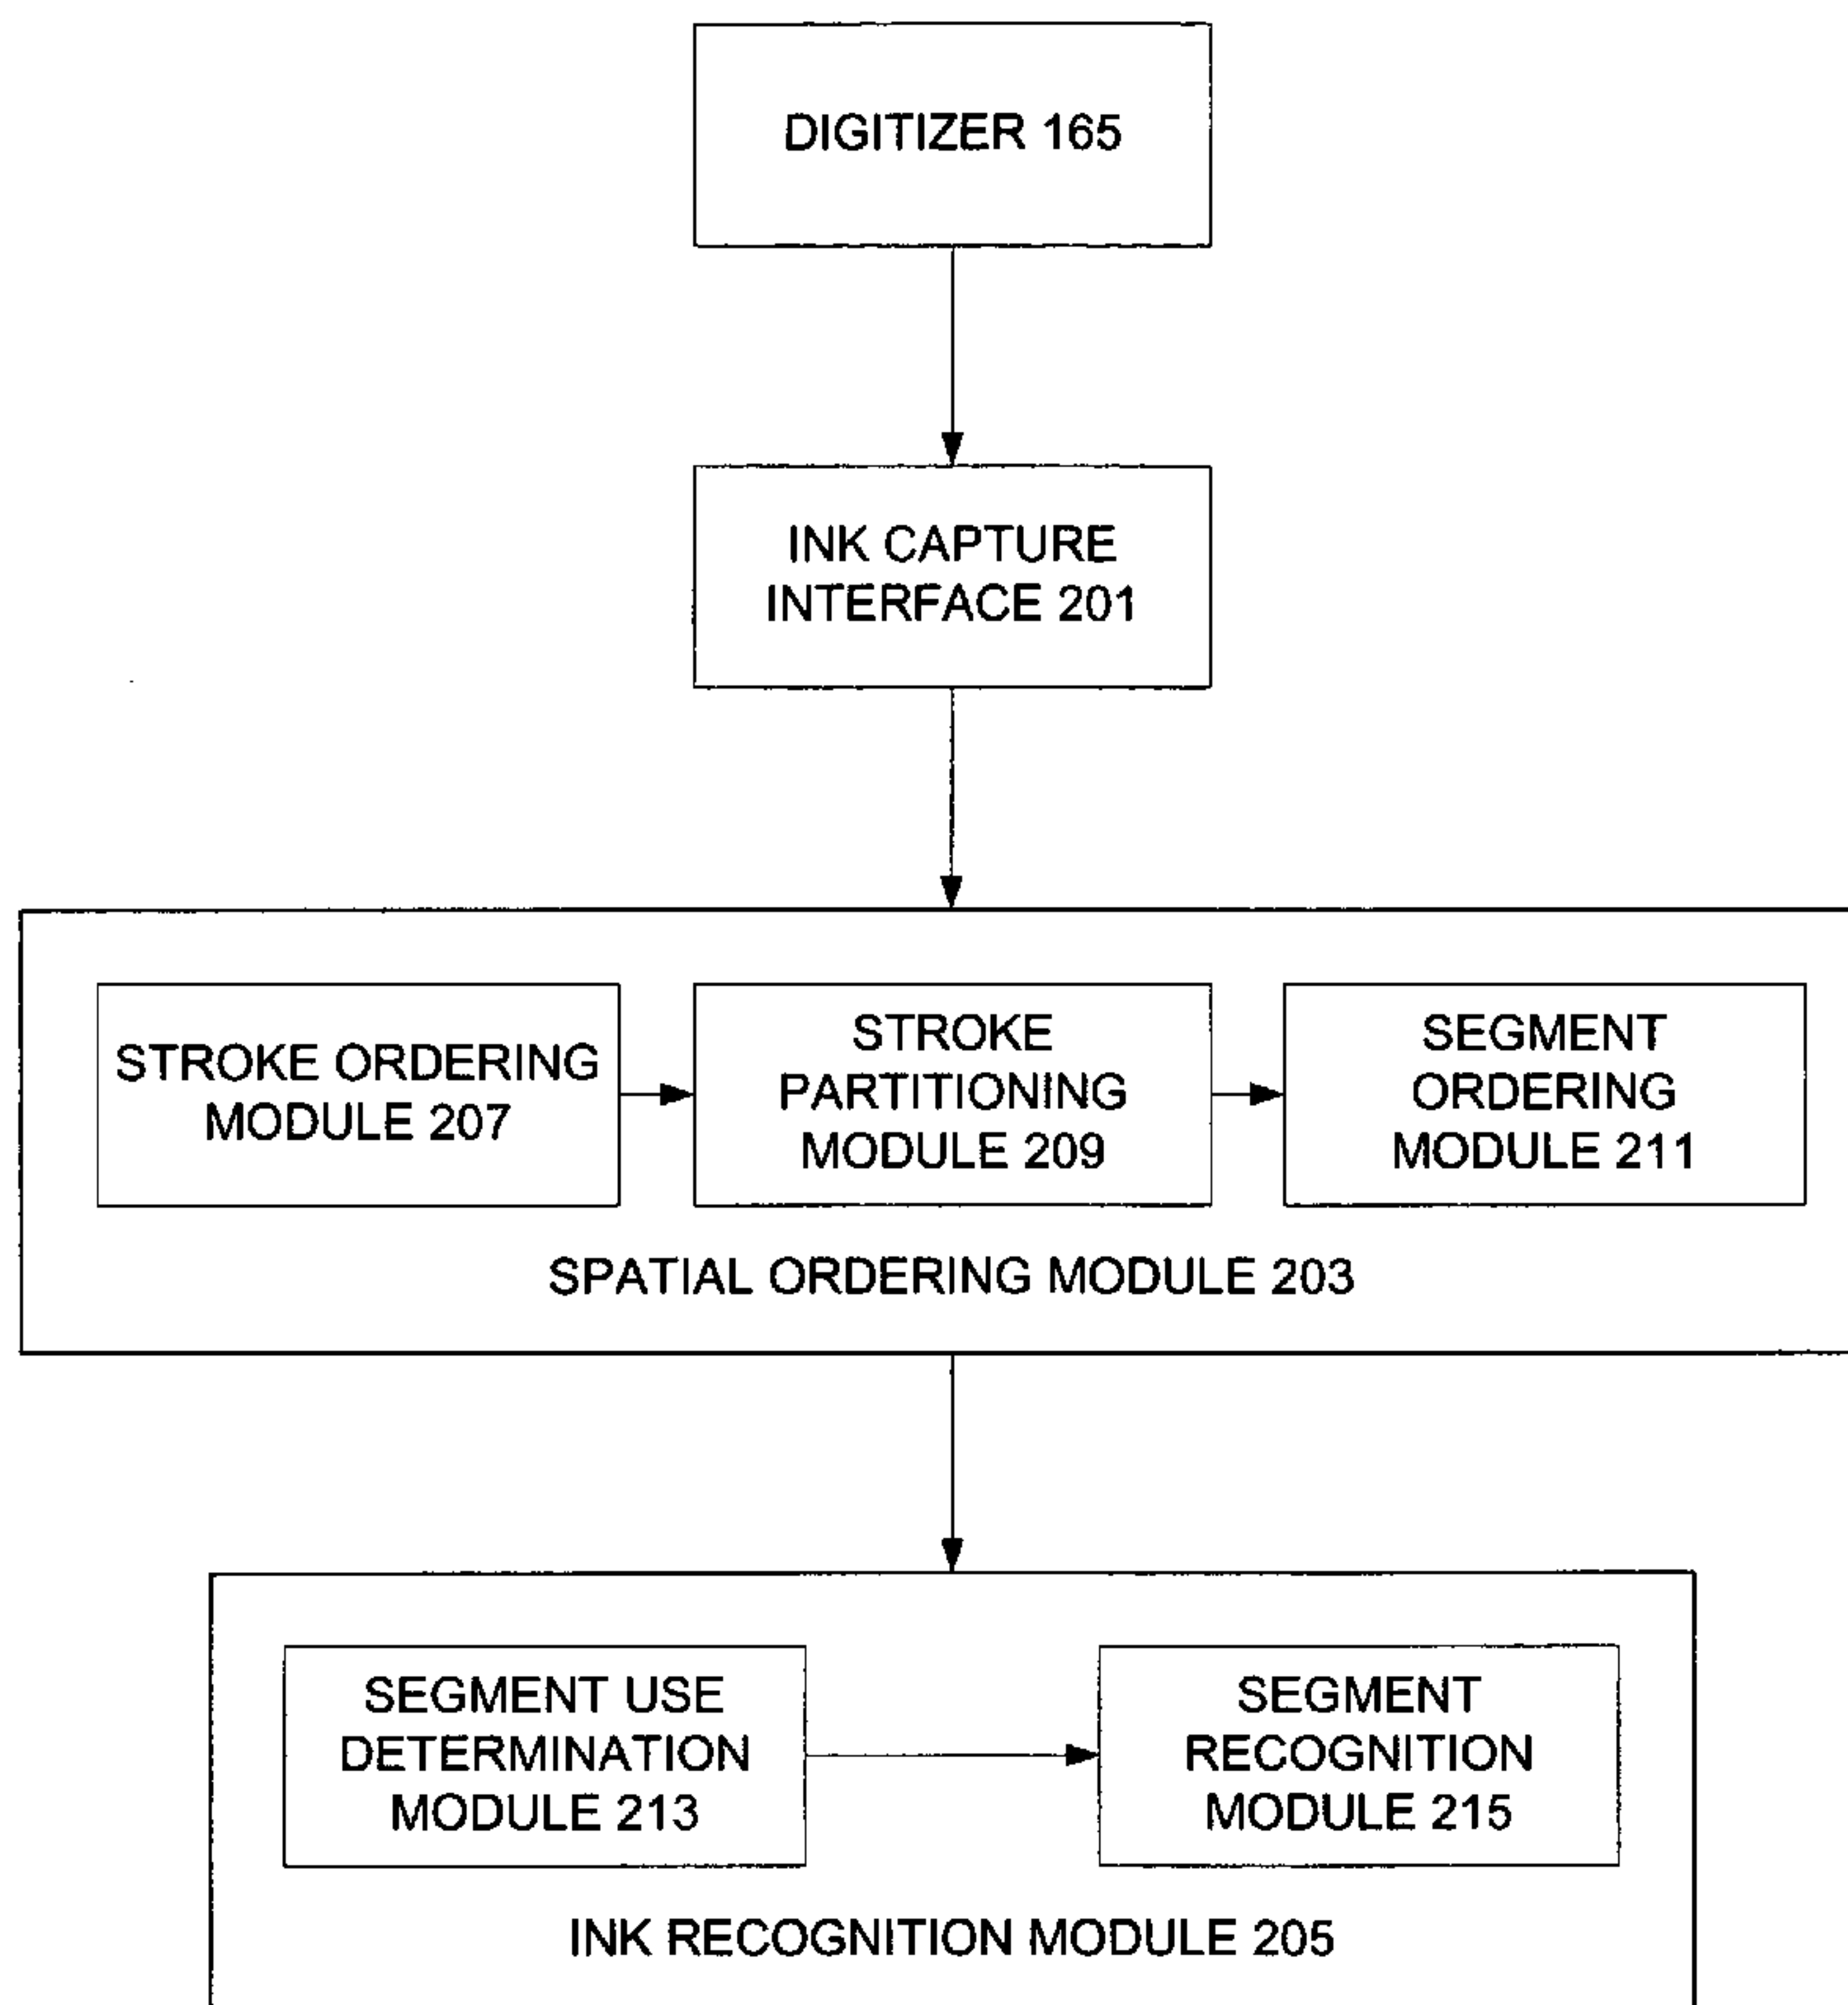 DIGITIZER 165
INK CAPTURE
INTERFACE 201
STROKE ORDERING
MODULE 207
STROKE
PARTITIONING
MODULE 209
SEGMENT
ORDERING
MODULE 211
SPATIAL ORDERING MODULE 203
SEGMENT USE
DETERMINATION
MODULE 213
SEGMENT
RECOGNITION
MODULE 215
INK RECOGNITION MODULE 205